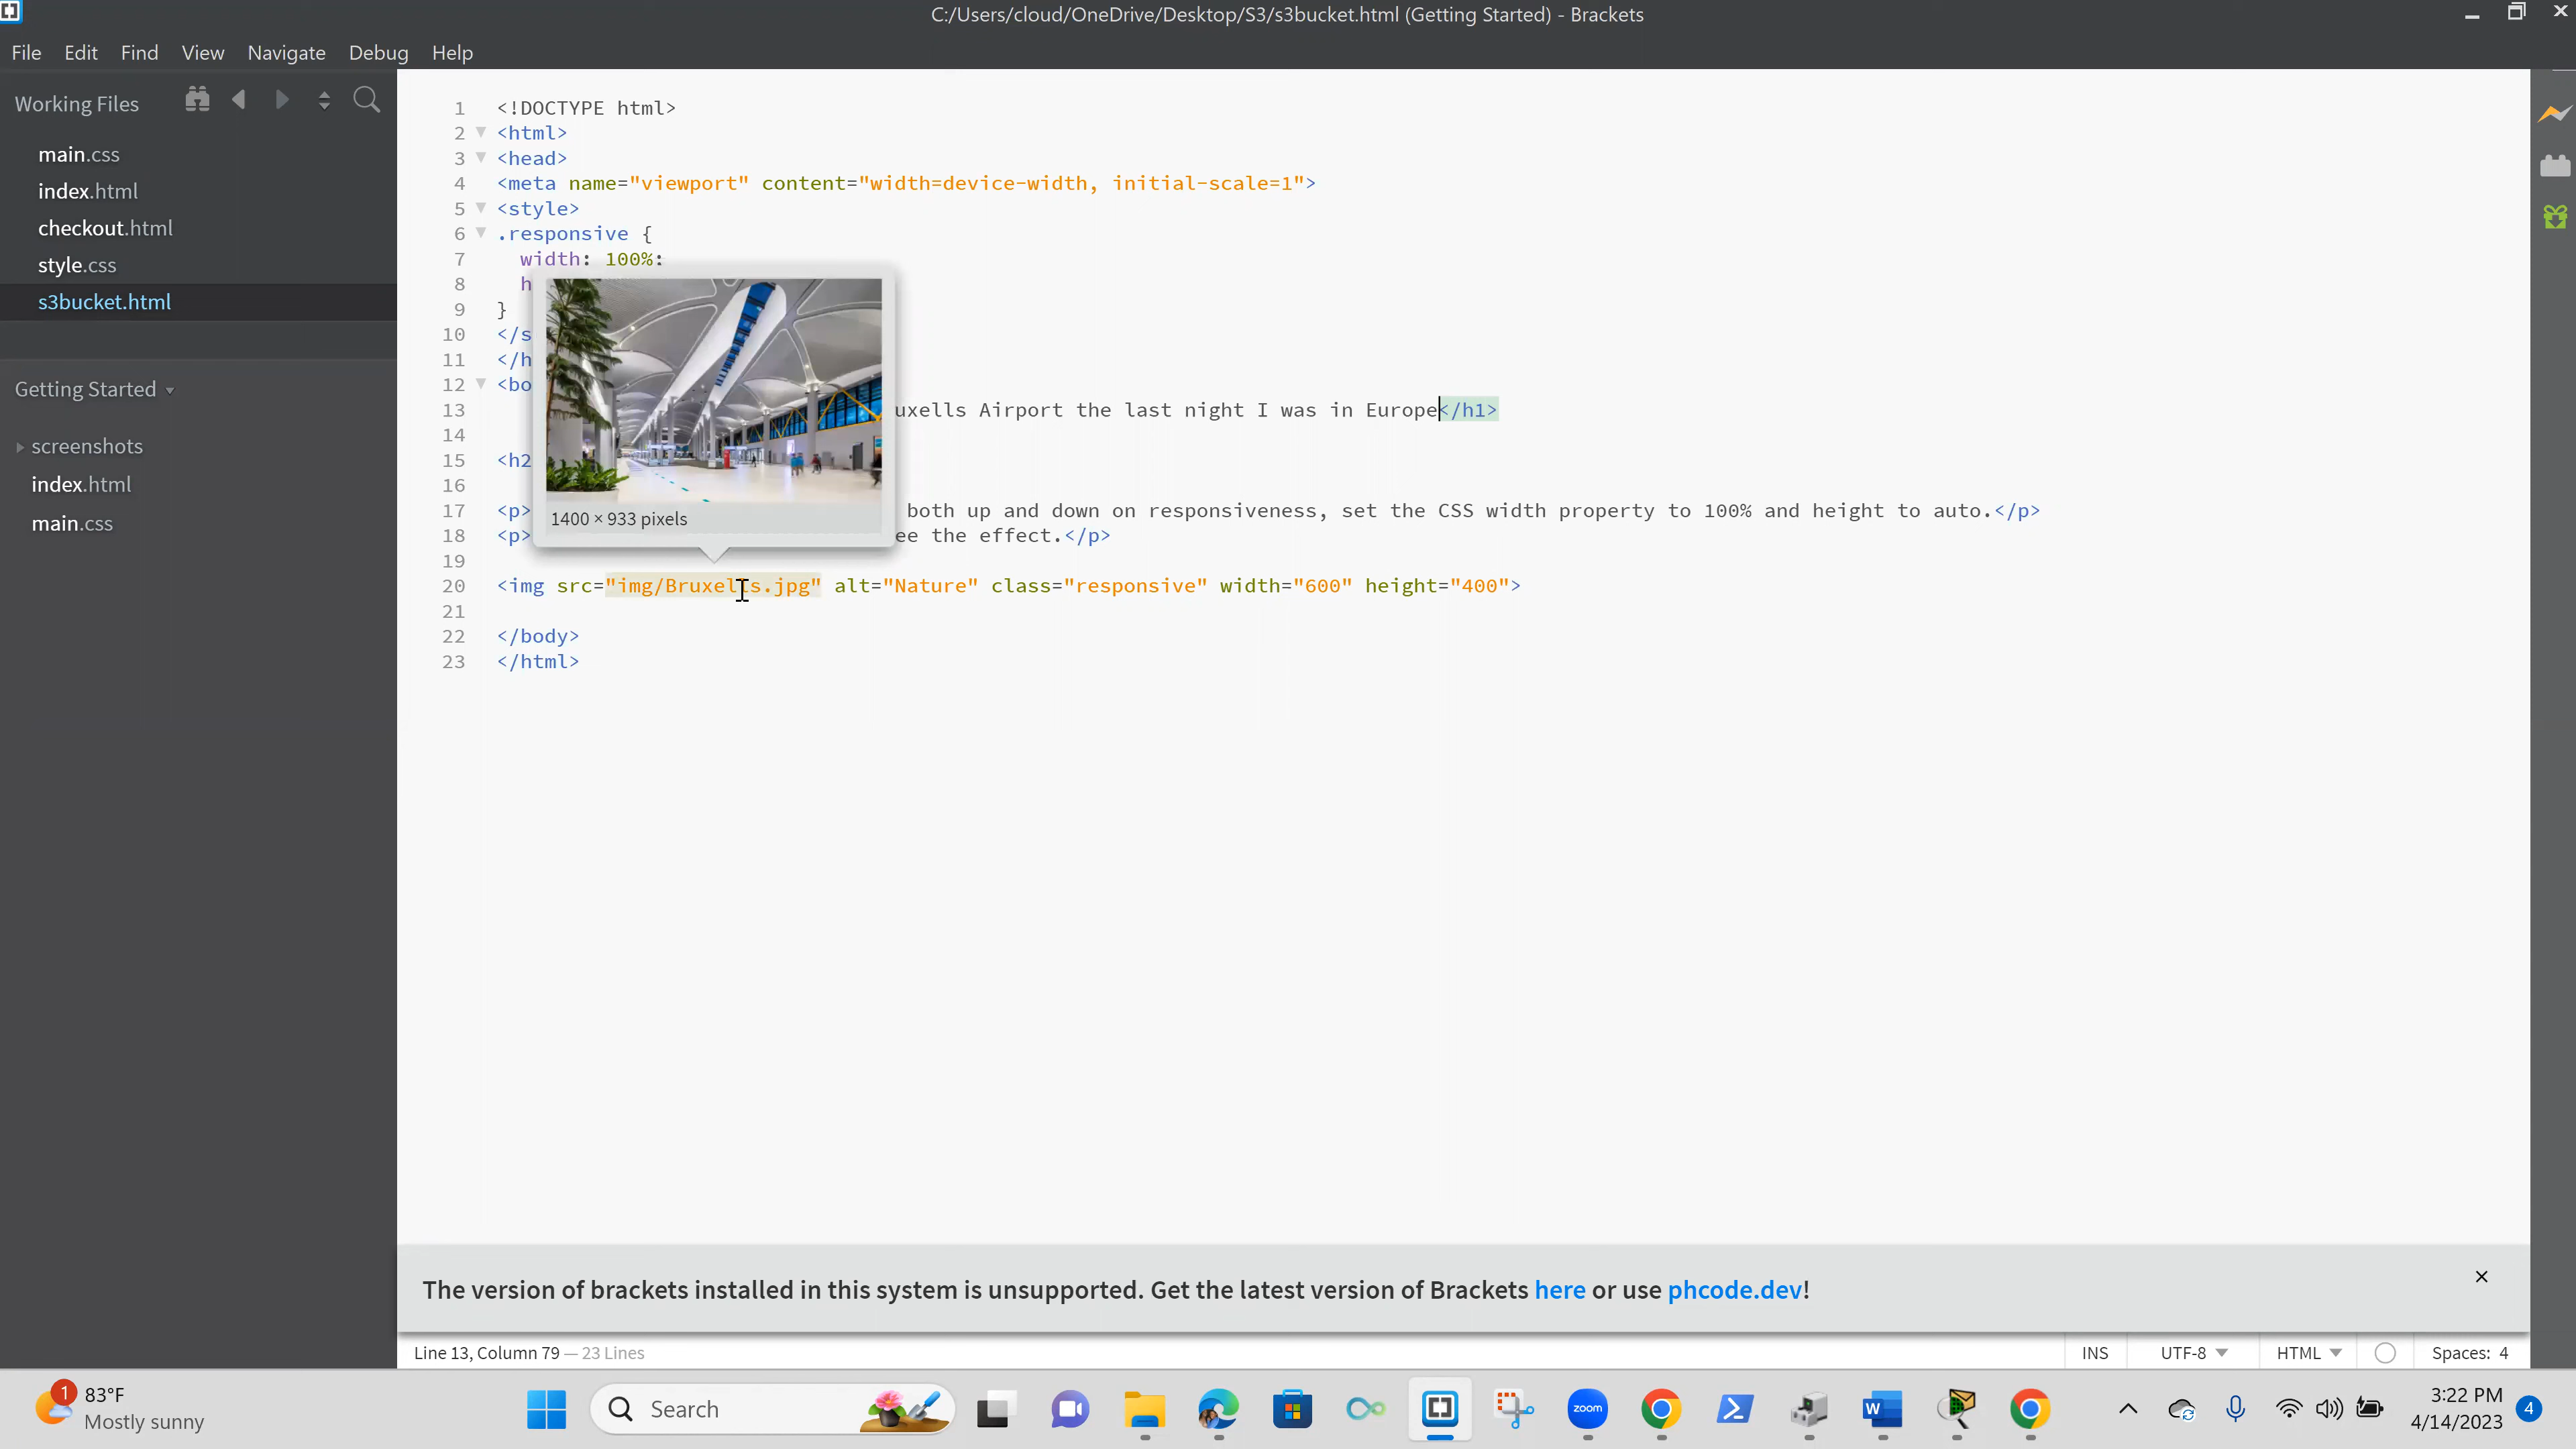 C:/Users/cloud/OneDrive/Desktop/S3/s3bucket.html (Getting Started) - Brackets
File Edit Find View Navigate Debug Help
Working Files
main.css
index.html
checkout.html
style.css
s3bucket.html
Getting Started
screenshots
index.html
main.css
1 <!DOCTYPE html>
2 <html>
3 <head>
4 <meta name="viewport" content="width=device-width, initial-scale=1">
5 <style>
6 .responsive {
7 width: 100%;
8 h
9 }
10 </s
11 </h
12 <bo
13 uxells Airport the last night I was in Europe</h1>
14
15 <h2
16
17 <p> both up and down on responsiveness, set the CSS width property to 100% and height to auto.</p>
18 <p> ee the effect.</p>
19
20 <img src="img/Bruxells.jpg" alt="Nature" class="responsive" width="600" height="400">
21
22 </body>
23 </html>
1400 × 933 pixels
The version of brackets installed in this system is unsupported. Get the latest version of Brackets here or use phcode.dev!
Line 13, Column 79 — 23 Lines
INS UTF-8 HTML Spaces: 4
1
83°F
Mostly sunny
Search
zoom
W
3:22 PM
4/14/2023
4